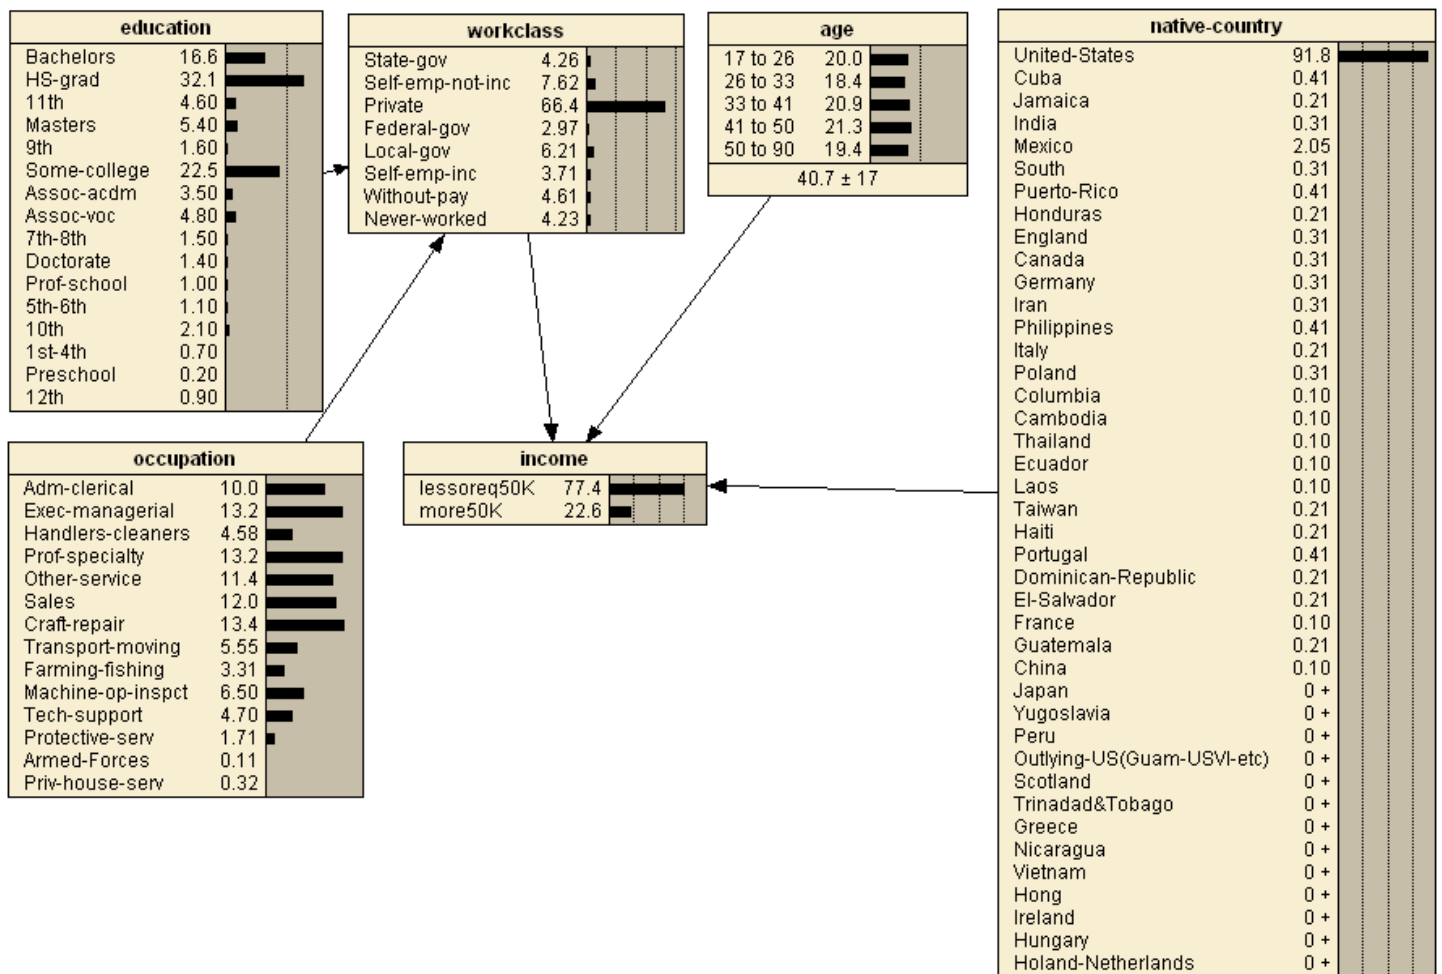 education
Bachelors 16.6
HS-grad 32.1
11th 4.60
Masters 5.40
9th 1.60
Some-college 22.5
Assoc-acdm 3.50
Assoc-voc 4.80
7th-8th 1.50
Doctorate 1.40
Prof-school 1.00
5th-6th 1.10
10th 2.10
1st-4th 0.70
Preschool 0.20
12th 0.90
workclass
State-gov 4.26
Self-emp-not-inc 7.62
Private 66.4
Federal-gov 2.97
Local-gov 6.21
Self-emp-inc 3.71
Without-pay 4.61
Never-worked 4.23
age
17 to 26 20.0
26 to 33 18.4
33 to 41 20.9
41 to 50 21.3
50 to 90 19.4
40.7 ± 17
native-country
United-States 91.8
Cuba 0.41
Jamaica 0.21
India 0.31
Mexico 2.05
South 0.31
Puerto-Rico 0.41
Honduras 0.21
England 0.31
Canada 0.31
Germany 0.31
Iran 0.31
Philippines 0.41
Italy 0.21
Poland 0.31
Columbia 0.10
Cambodia 0.10
Thailand 0.10
Ecuador 0.10
Laos 0.10
Taiwan 0.21
Haiti 0.21
Portugal 0.41
Dominican-Republic 0.21
El-Salvador 0.21
France 0.10
Guatemala 0.21
China 0.10
Japan 0 +
Yugoslavia 0 +
Peru 0 +
Outlying-US(Guam-USVI-etc) 0 +
Scotland 0 +
Trinadad&Tobago 0 +
Greece 0 +
Nicaragua 0 +
Vietnam 0 +
Hong 0 +
Ireland 0 +
Hungary 0 +
Holand-Netherlands 0 +
occupation
Adm-clerical 10.0
Exec-managerial 13.2
Handlers-cleaners 4.58
Prof-specialty 13.2
Other-service 11.4
Sales 12.0
Craft-repair 13.4
Transport-moving 5.55
Farming-fishing 3.31
Machine-op-inspct 6.50
Tech-support 4.70
Protective-serv 1.71
Armed-Forces 0.11
Priv-house-serv 0.32
income
lessoreq50K 77.4
more50K 22.6